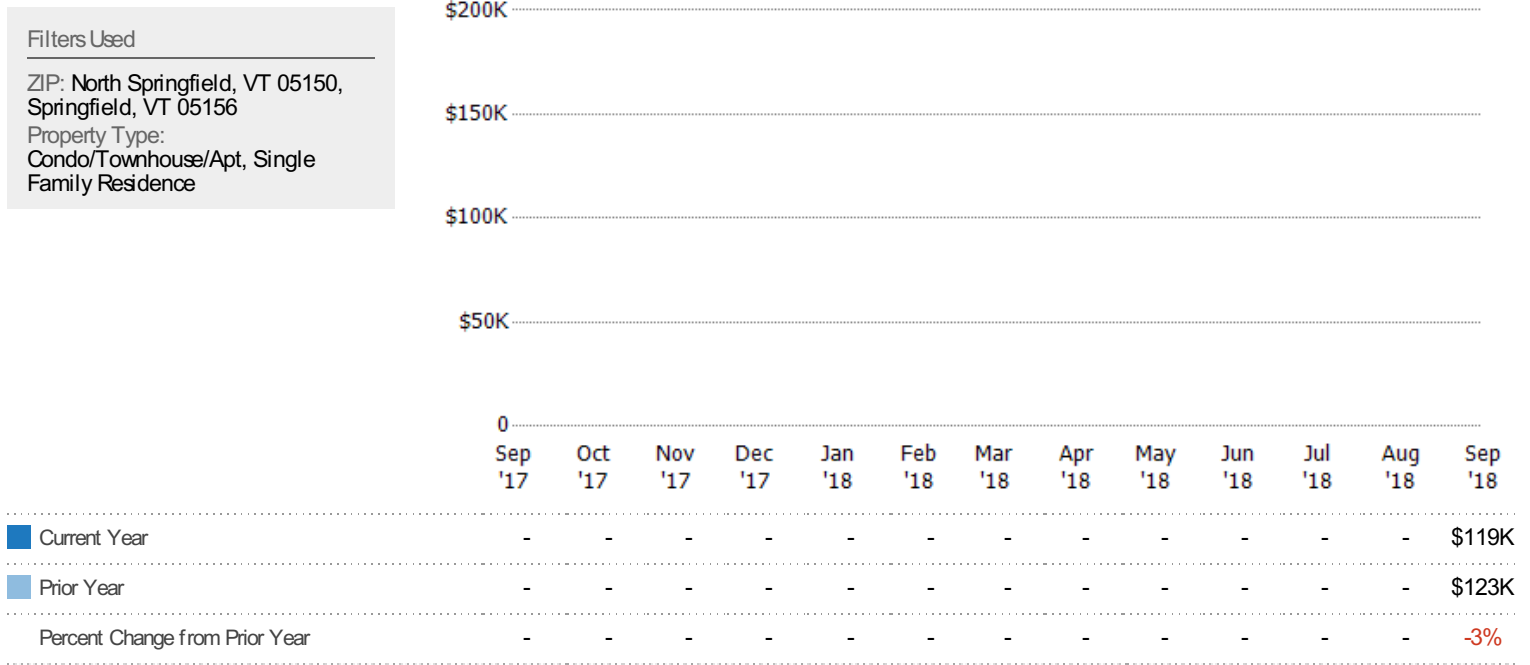 Filters Used
ZIP: North Springfield, VT 05150,
Springfield, VT 05156
Property Type:
Condo/Townhouse/Apt, Single
Family Residence
$200K
$150K
$100K
$50K
0
Sep Oct Nov Dec Jan Feb Mar Apr May Jun Jul Aug Sep
'17 '17 '17 '17 '18 '18 '18 '18 '18 '18 '18 '18 '18
Current Year - - - - - - - - - - - - $119K
Prior Year - - - - - - - - - - - - $123K
Percent Change from Prior Year - - - - - - - - - - - - -3%